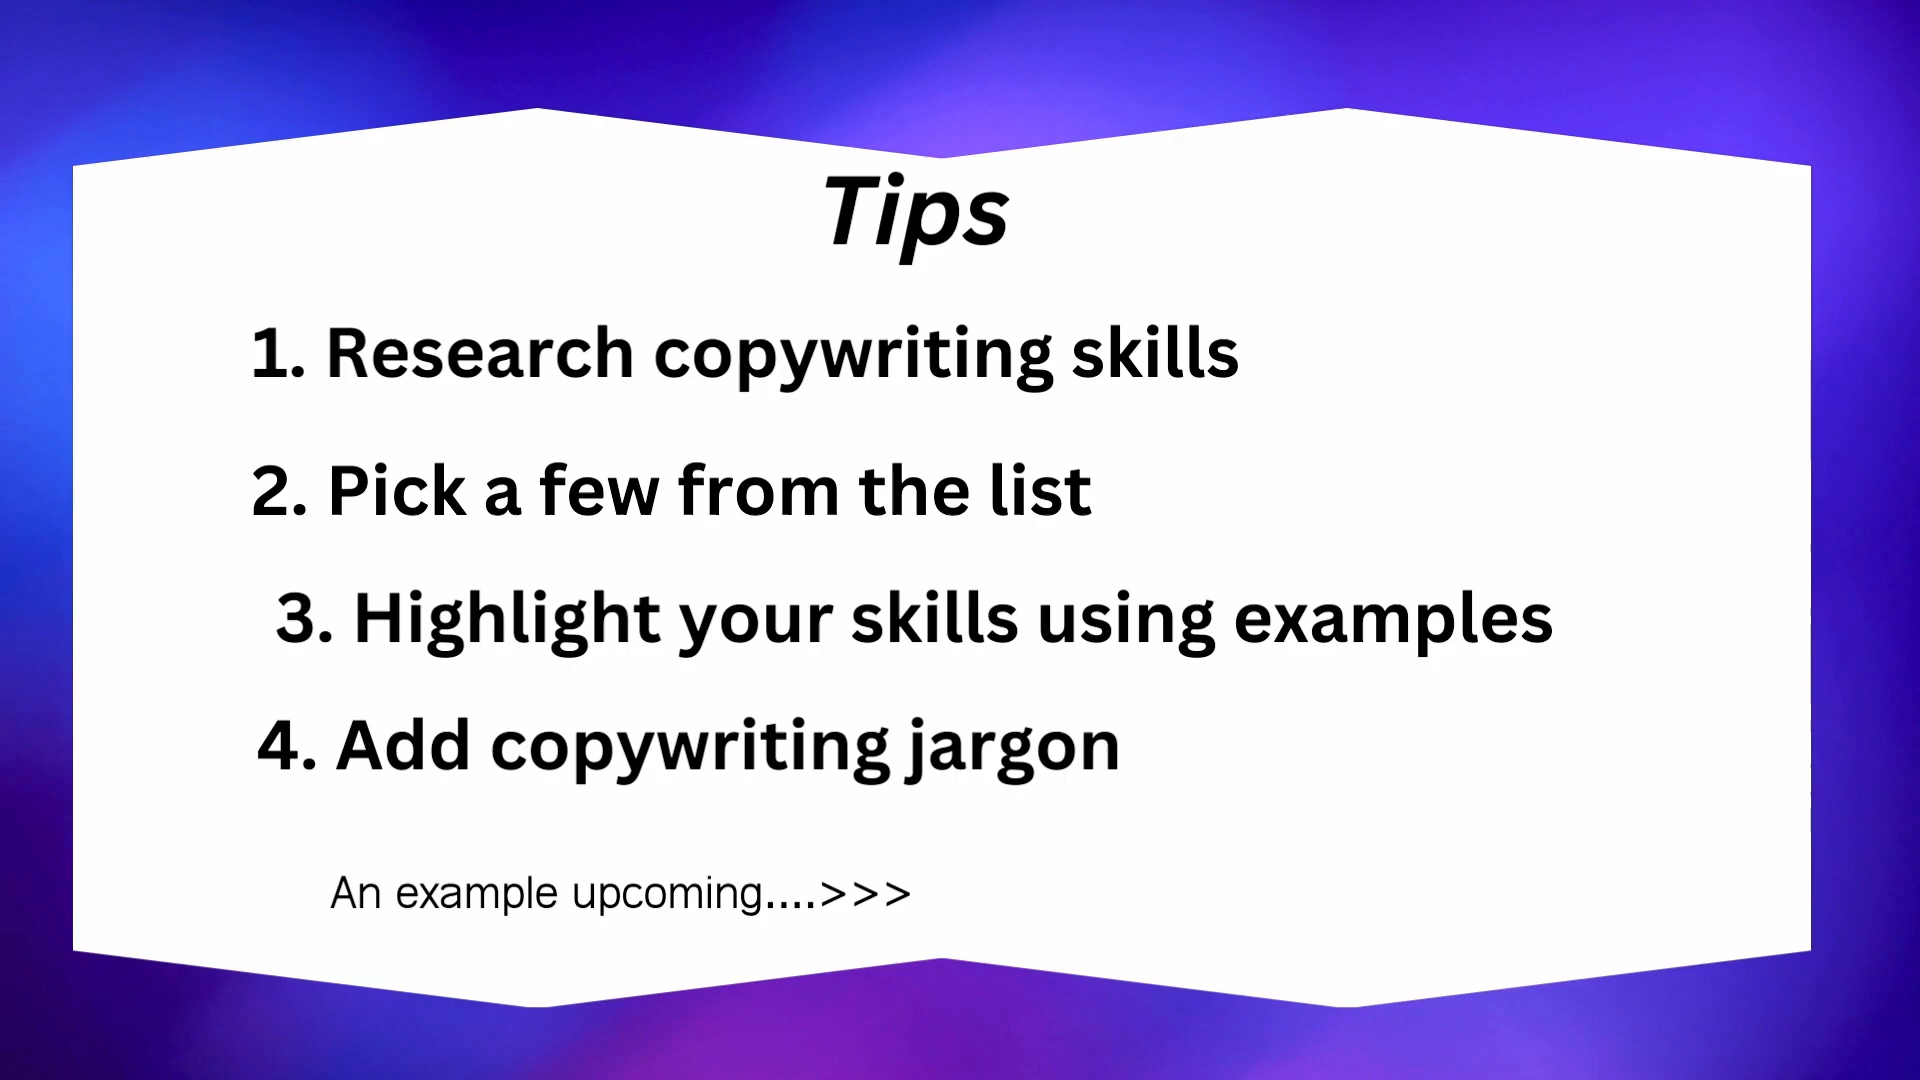 Tips
1. Research copywriting skills
2. Pick a few from the list
3. Highlight your skills using examples
4. Add copywriting jargon
An example upcoming....>>>